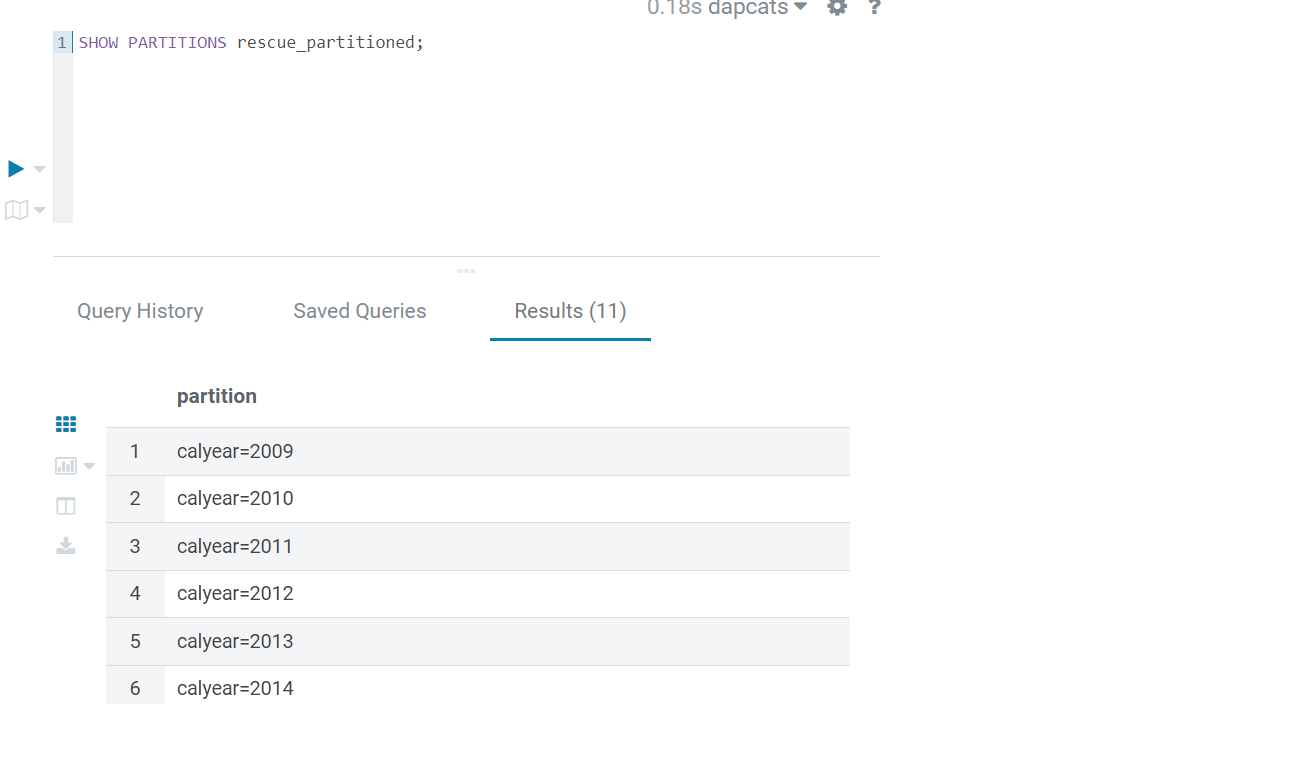 0.18s dapcats ?
1 SHOW PARTITIONS rescue_partitioned;
Query History Saved Queries Results (11)
partition
1 calyear=2009
2 calyear=2010
3 calyear=2011
4 calyear=2012
5 calyear=2013
6 calyear=2014